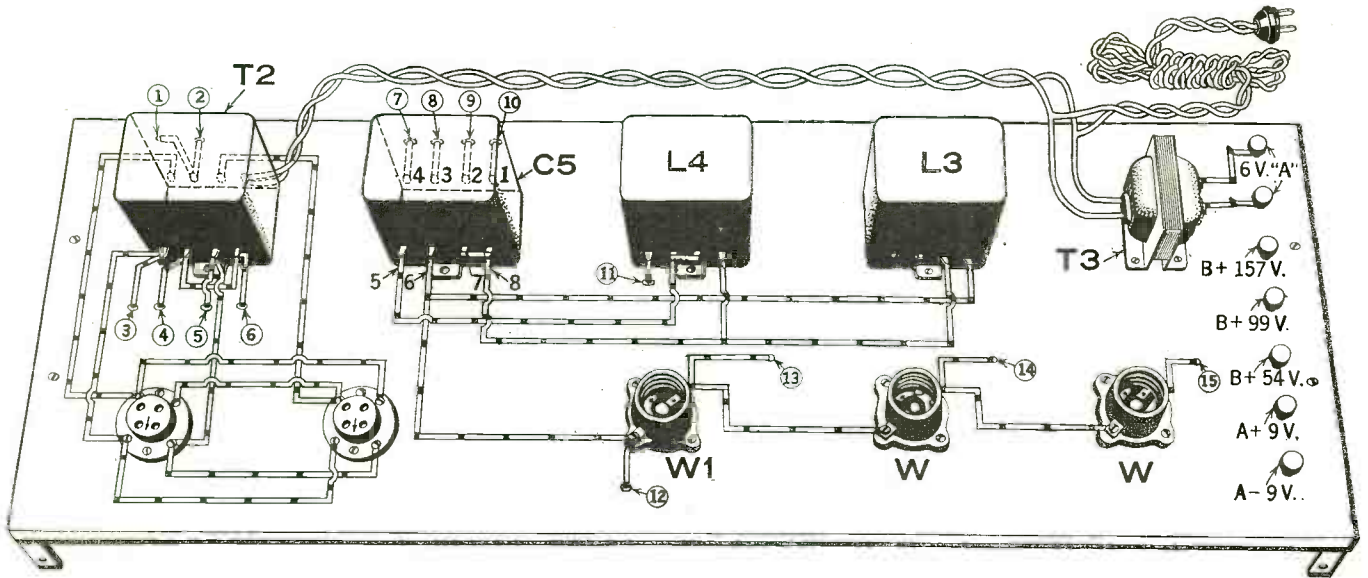 T2
① ②
⑦ ⑧ ⑨ ⑩
4 3 2 1
C5
L4
L3
6 V. "A"
T3
B+ 157 V.
B+ 99 V.
B+ 54 V.
A+ 9 V.
A- 9 V..
③ ④ ⑤ ⑥
5 6 7 8
⑪
⑬
⑭
⑮
W1
W
W
⑫